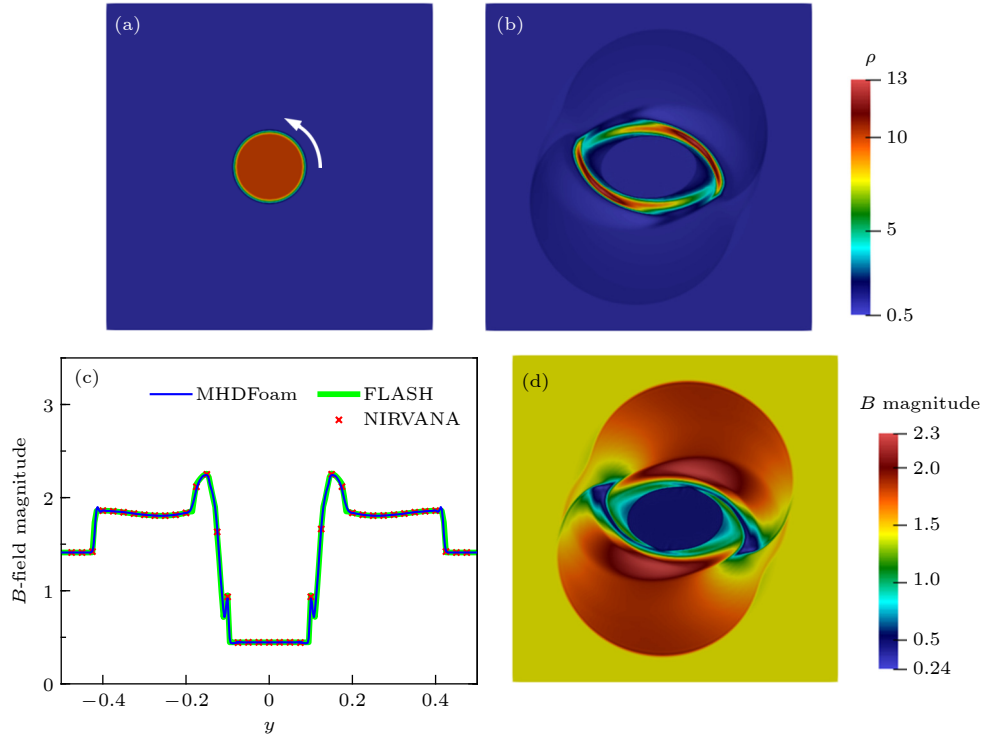 (a)
(b)
ρ
13
10
5
0.5
(c)
MHDFoam
FLASH
NIRVANA
B-field magnitude
3
2
1
0
−0.4
−0.2
0
0.2
0.4
y
(d)
B magnitude
2.3
2.0
1.5
1.0
0.5
0.24